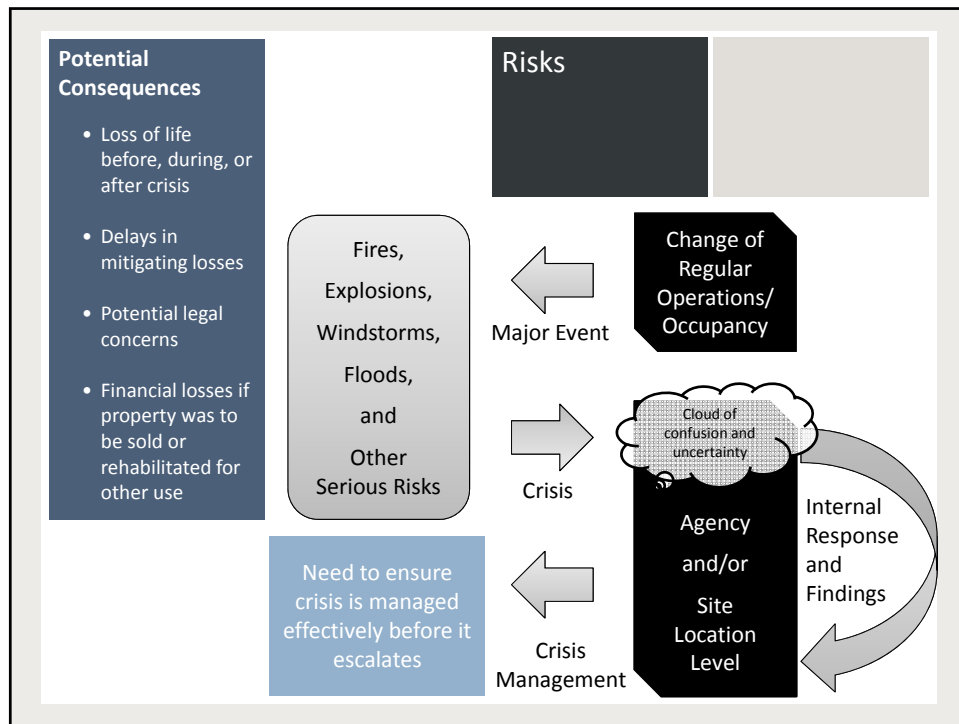 Potential
Consequences
• Loss of life
before, during, or
after crisis
• Delays in
mitigating losses
• Potential legal
concerns
• Financial losses if
property was to
be sold or
rehabilitated for
other use
Risks
Fires,
Explosions,
Windstorms,
Floods,
and
Other
Serious Risks
Major Event
Change of
Regular
Operations/
Occupancy
Crisis
Cloud of
confusion and
uncertainty
Agency
and/or
Site
Location
Level
Internal
Response
and
Findings
Need to ensure
crisis is managed
effectively before it
escalates
Crisis
Management